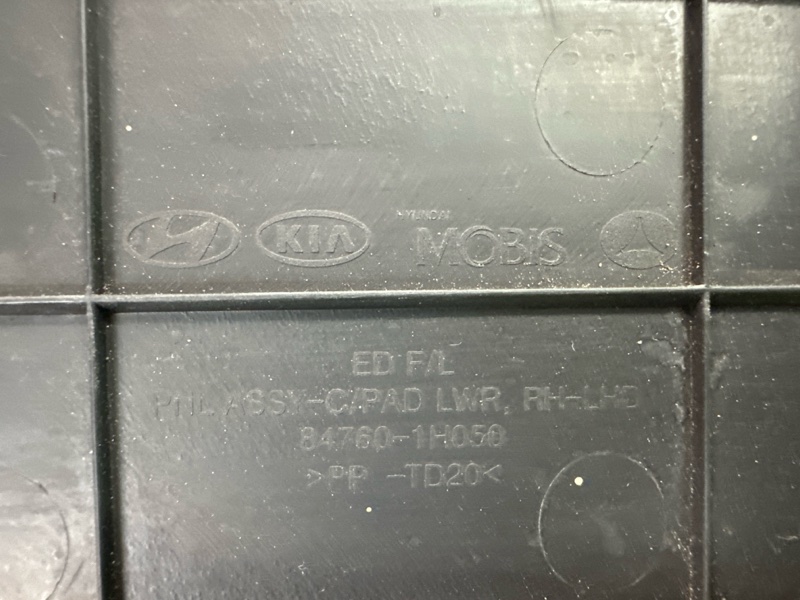 KIA
HYUNDAI
MOBIS
ED F/L
PNL ASSY-C/PAD LWR, RH-LHD
84760-1H050
>PP -TD20<